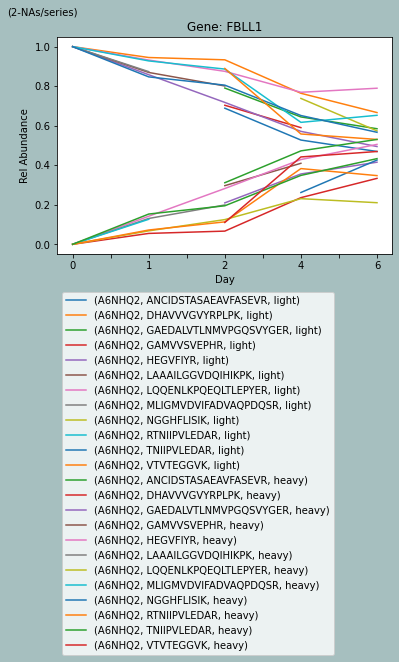 (2-NAs/series)
Gene: FBLL1
1.0
0.8
0.6
0.4
0.2
0.0
Rel Abundance
0 1 2 4 6
Day
(A6NHQ2, ANCIDSTASAEAVFASEVR, light)
(A6NHQ2, DHAVVVGVYRPLPK, light)
(A6NHQ2, GAEDALVTLNMVPGQSVYGER, light)
(A6NHQ2, GAMVVSVEPHR, light)
(A6NHQ2, HEGVFIYR, light)
(A6NHQ2, LAAAILGGVDQIHIKPK, light)
(A6NHQ2, LQQENLKPQEQLTLEPYER, light)
(A6NHQ2, MLIGMVDVIFADVAQPDQSR, light)
(A6NHQ2, NGGHFLISIK, light)
(A6NHQ2, RTNIIPVLEDAR, light)
(A6NHQ2, TNIIPVLEDAR, light)
(A6NHQ2, VTVTEGGVK, light)
(A6NHQ2, ANCIDSTASAEAVFASEVR, heavy)
(A6NHQ2, DHAVVVGVYRPLPK, heavy)
(A6NHQ2, GAEDALVTLNMVPGQSVYGER, heavy)
(A6NHQ2, GAMVVSVEPHR, heavy)
(A6NHQ2, HEGVFIYR, heavy)
(A6NHQ2, LAAAILGGVDQIHIKPK, heavy)
(A6NHQ2, LQQENLKPQEQLTLEPYER, heavy)
(A6NHQ2, MLIGMVDVIFADVAQPDQSR, heavy)
(A6NHQ2, NGGHFLISIK, heavy)
(A6NHQ2, RTNIIPVLEDAR, heavy)
(A6NHQ2, TNIIPVLEDAR, heavy)
(A6NHQ2, VTVTEGGVK, heavy)